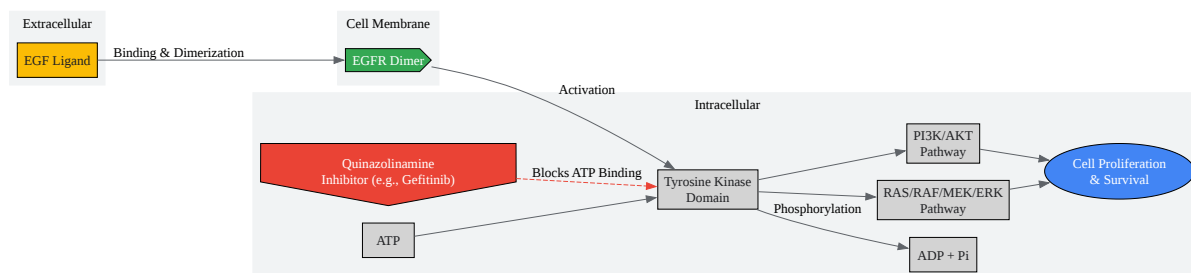 Extracellular
Cell Membrane
EGF Ligand
Binding & Dimerization
EGFR Dimer
Activation
Intracellular
Quinazolinamine
Inhibitor (e.g., Gefitinib)
Blocks ATP Binding
ATP
Tyrosine Kinase
Domain
Phosphorylation
PI3K/AKT
Pathway
RAS/RAF/MEK/ERK
Pathway
ADP + Pi
Cell Proliferation
& Survival